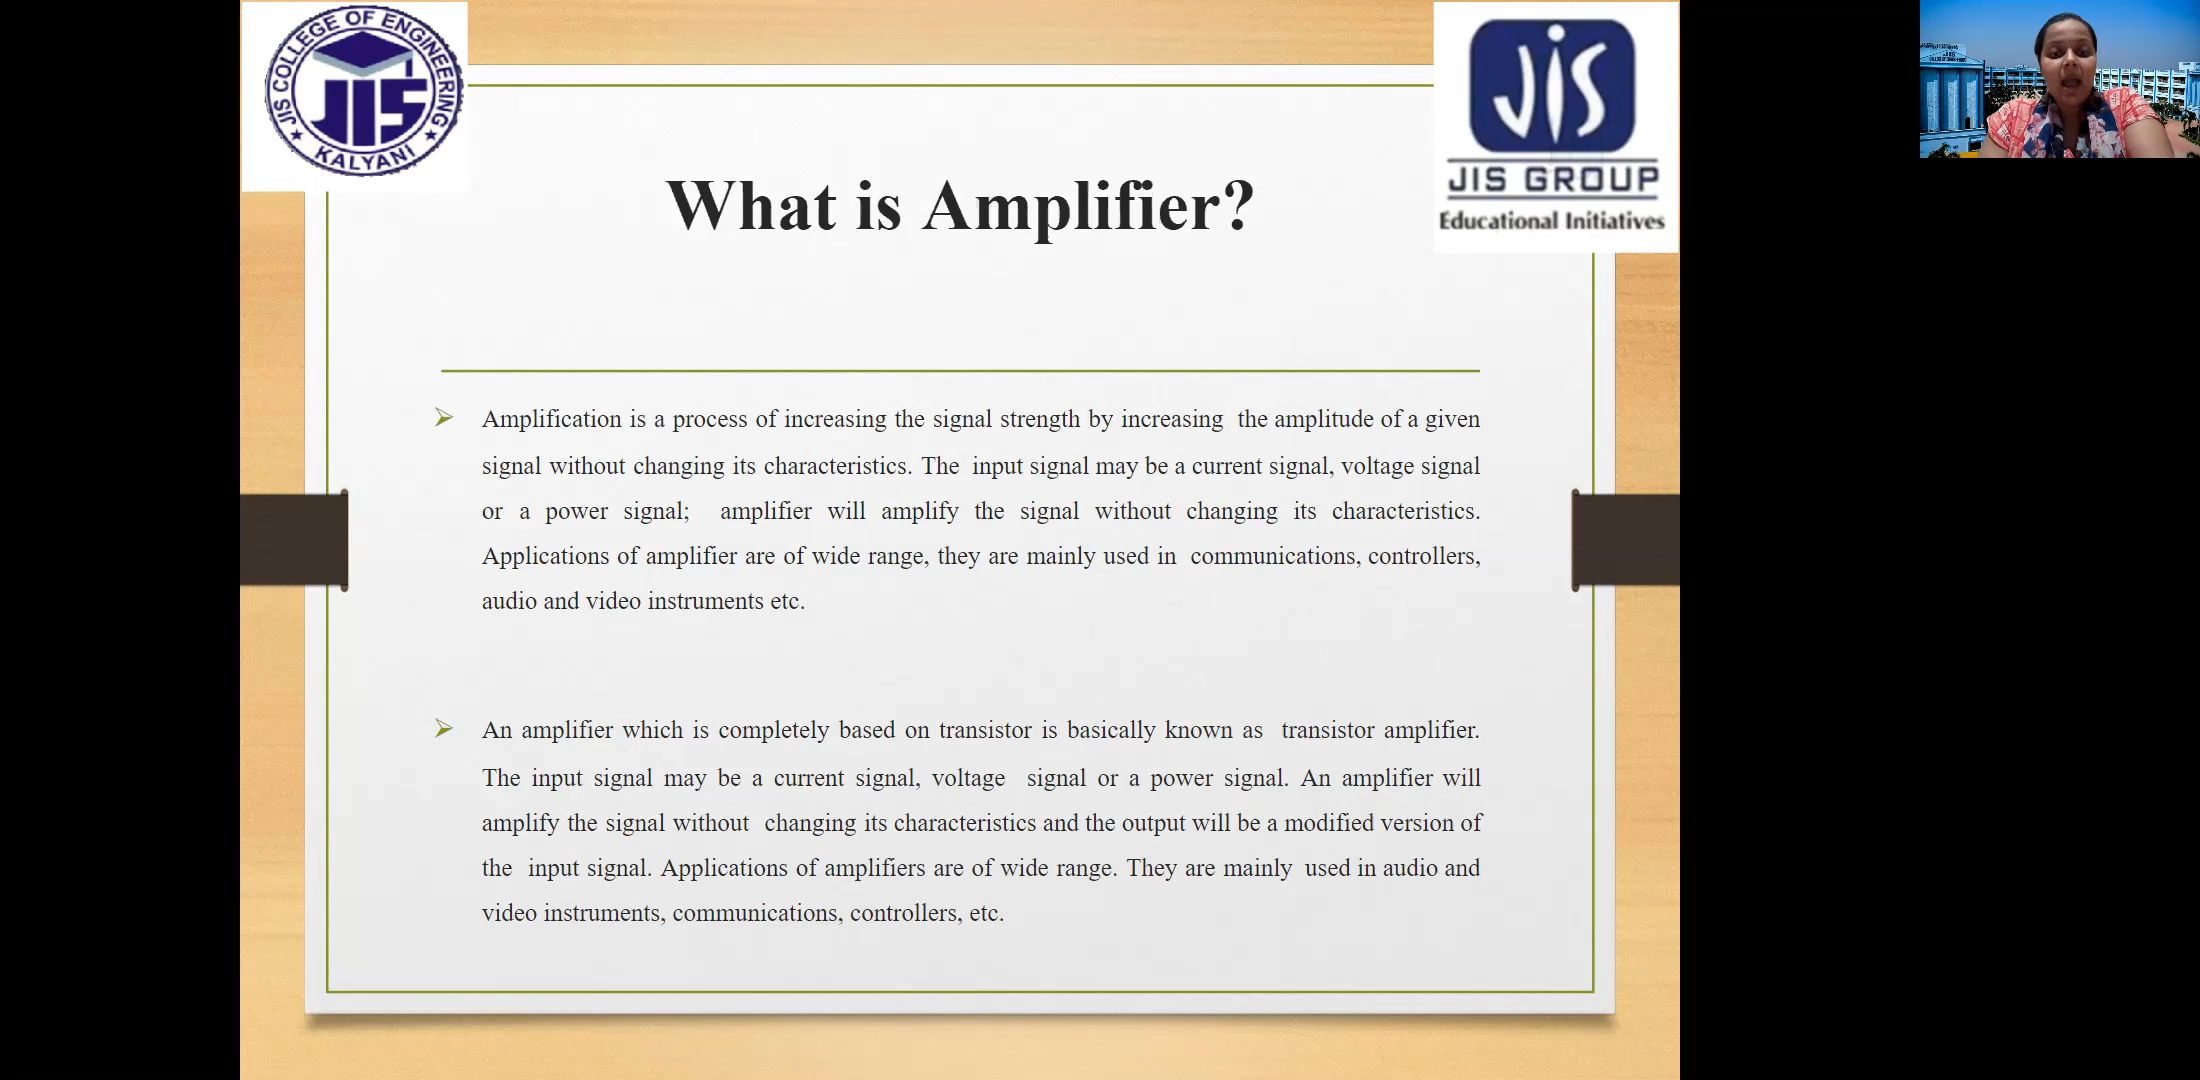 JIS COLLEGE OF ENGINEERING
JIS
KALYANI
JIS
JIS GROUP
Educational Initiatives
What is Amplifier?
Amplification is a process of increasing the signal strength by increasing the amplitude of a given
signal without changing its characteristics. The input signal may be a current signal, voltage signal
or a power signal; amplifier will amplify the signal without changing its characteristics.
Applications of amplifier are of wide range, they are mainly used in communications, controllers,
audio and video instruments etc.
An amplifier which is completely based on transistor is basically known as transistor amplifier.
The input signal may be a current signal, voltage signal or a power signal. An amplifier will
amplify the signal without changing its characteristics and the output will be a modified version of
the input signal. Applications of amplifiers are of wide range. They are mainly used in audio and
video instruments, communications, controllers, etc.